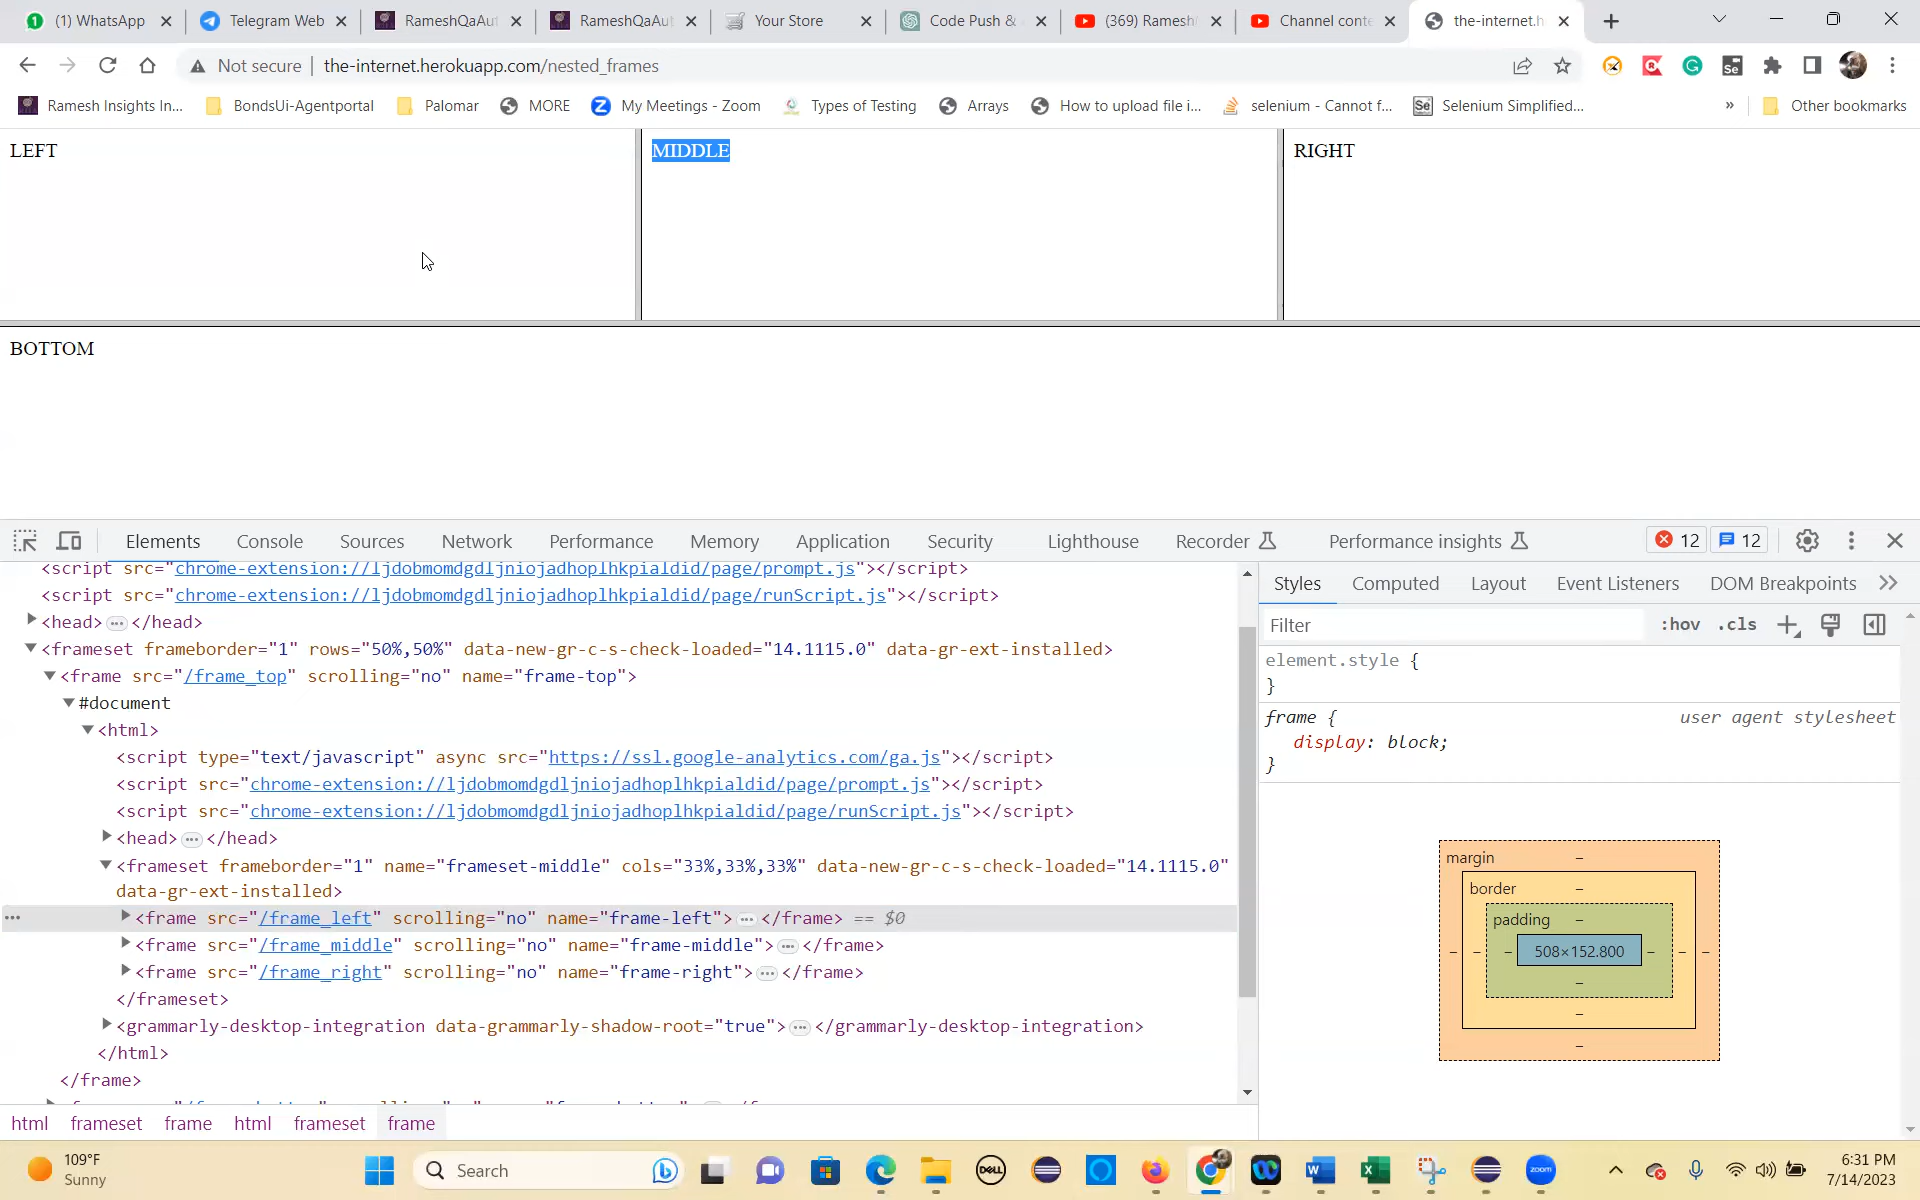 (1) WhatsApp
Telegram Web
RameshQaAut
RameshQaAut
Your Store
Code Push &
(369) Ramesh
Channel conte
the-internet.h
Not secure | the-internet.herokuapp.com/nested_frames
Ramesh Insights In...
BondsUi-Agentportal
Palomar
MORE
My Meetings - Zoom
Types of Testing
Arrays
How to upload file i...
selenium - Cannot f...
Selenium Simplified...
»
Other bookmarks
LEFT
MIDDLE
RIGHT
BOTTOM
Elements Console Sources Network Performance Memory Application Security Lighthouse Recorder Performance insights 12 12
<script src="chrome-extension://ljdobmomdgdljniojadhoplhkpialdid/page/prompt.js"></script>
<script src="chrome-extension://ljdobmomdgdljniojadhoplhkpialdid/page/runScript.js"></script>
<head> … </head>
<frameset frameborder="1" rows="50%,50%" data-new-gr-c-s-check-loaded="14.1115.0" data-gr-ext-installed>
<frame src="/frame_top" scrolling="no" name="frame-top">
#document
<html>
<script type="text/javascript" async src="https://ssl.google-analytics.com/ga.js"></script>
<script src="chrome-extension://ljdobmomdgdljniojadhoplhkpialdid/page/prompt.js"></script>
<script src="chrome-extension://ljdobmomdgdljniojadhoplhkpialdid/page/runScript.js"></script>
<head> … </head>
<frameset frameborder="1" name="frameset-middle" cols="33%,33%,33%" data-new-gr-c-s-check-loaded="14.1115.0"
data-gr-ext-installed>
<frame src="/frame_left" scrolling="no" name="frame-left"> … </frame> == $0
<frame src="/frame_middle" scrolling="no" name="frame-middle"> … </frame>
<frame src="/frame_right" scrolling="no" name="frame-right"> … </frame>
</frameset>
<grammarly-desktop-integration data-grammarly-shadow-root="true"> … </grammarly-desktop-integration>
</html>
</frame>
html frameset frame html frameset frame
Styles Computed Layout Event Listeners DOM Breakpoints »
Filter :hov .cls
element.style {
}
frame { user agent stylesheet
display: block;
}
margin –
border –
padding –
– – – 508×152.800 – – –
–
–
–
109°F
Sunny
Search
DELL
zoom
6:31 PM
7/14/2023